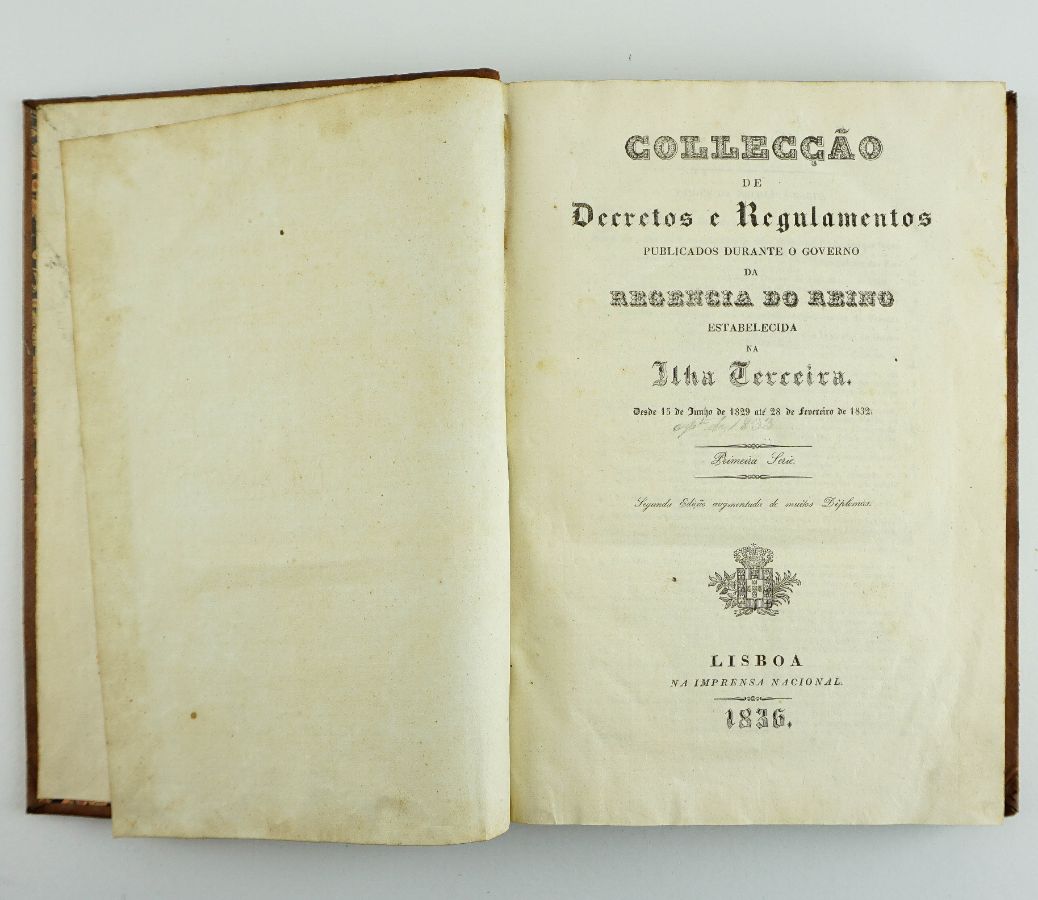 COLLECÇÃO
DE
Decretos e Regulamentos
PUBLICADOS DURANTE O GOVERNO
DA
REGENCIA DO REINO
ESTABELECIDA
NA
Ilha Terceira.
Desde 15 de Junho de 1829 até 28 de Fevereiro de 1832.
de 1833
Primeira Serie.
Segunda Edição augmentada de muitos Diplomas.
LISBOA
NA IMPRENSA NACIONAL.
1836.